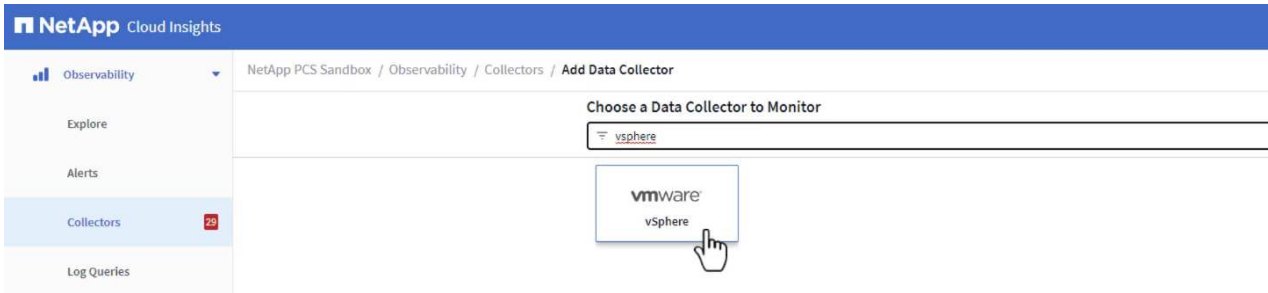 NetApp Cloud Insights
Observability
NetApp PCS Sandbox / Observability / Collectors / Add Data Collector
Choose a Data Collector to Monitor
Explore
vsphere
Alerts
vmware
Collectors 29
vSphere
Log Queries